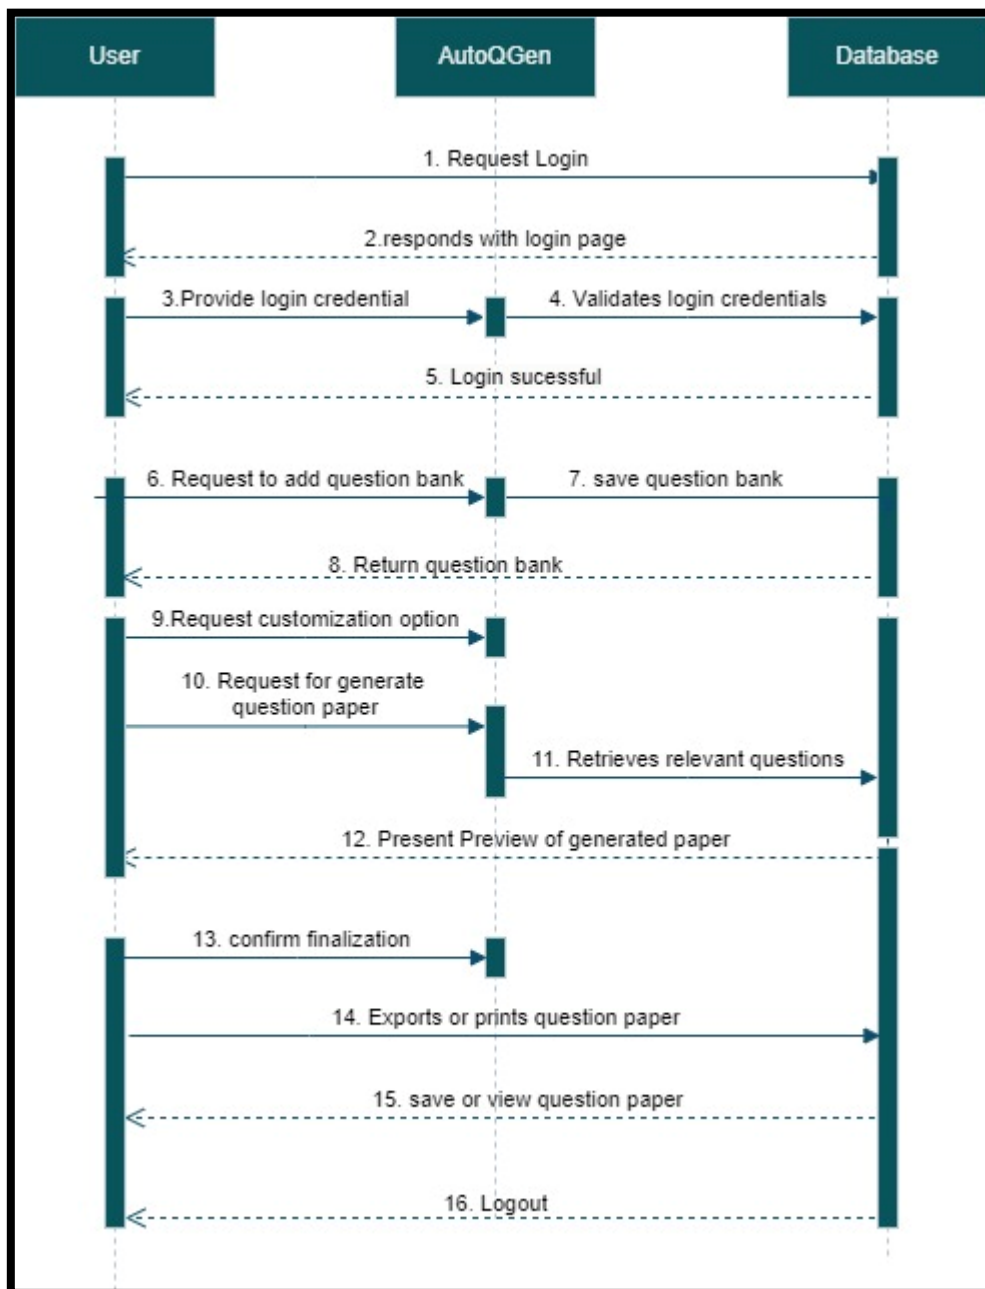 User
AutoQGen
Database
1. Request Login
2.responds with login page
3.Provide login credential
4. Validates login credentials
5. Login sucessful
6. Request to add question bank
7. save question bank
8. Return question bank
9.Request customization option
10. Request for generate
question paper
11. Retrieves relevant questions
12. Present Preview of generated paper
13. confirm finalization
14. Exports or prints question paper
15. save or view question paper
16. Logout